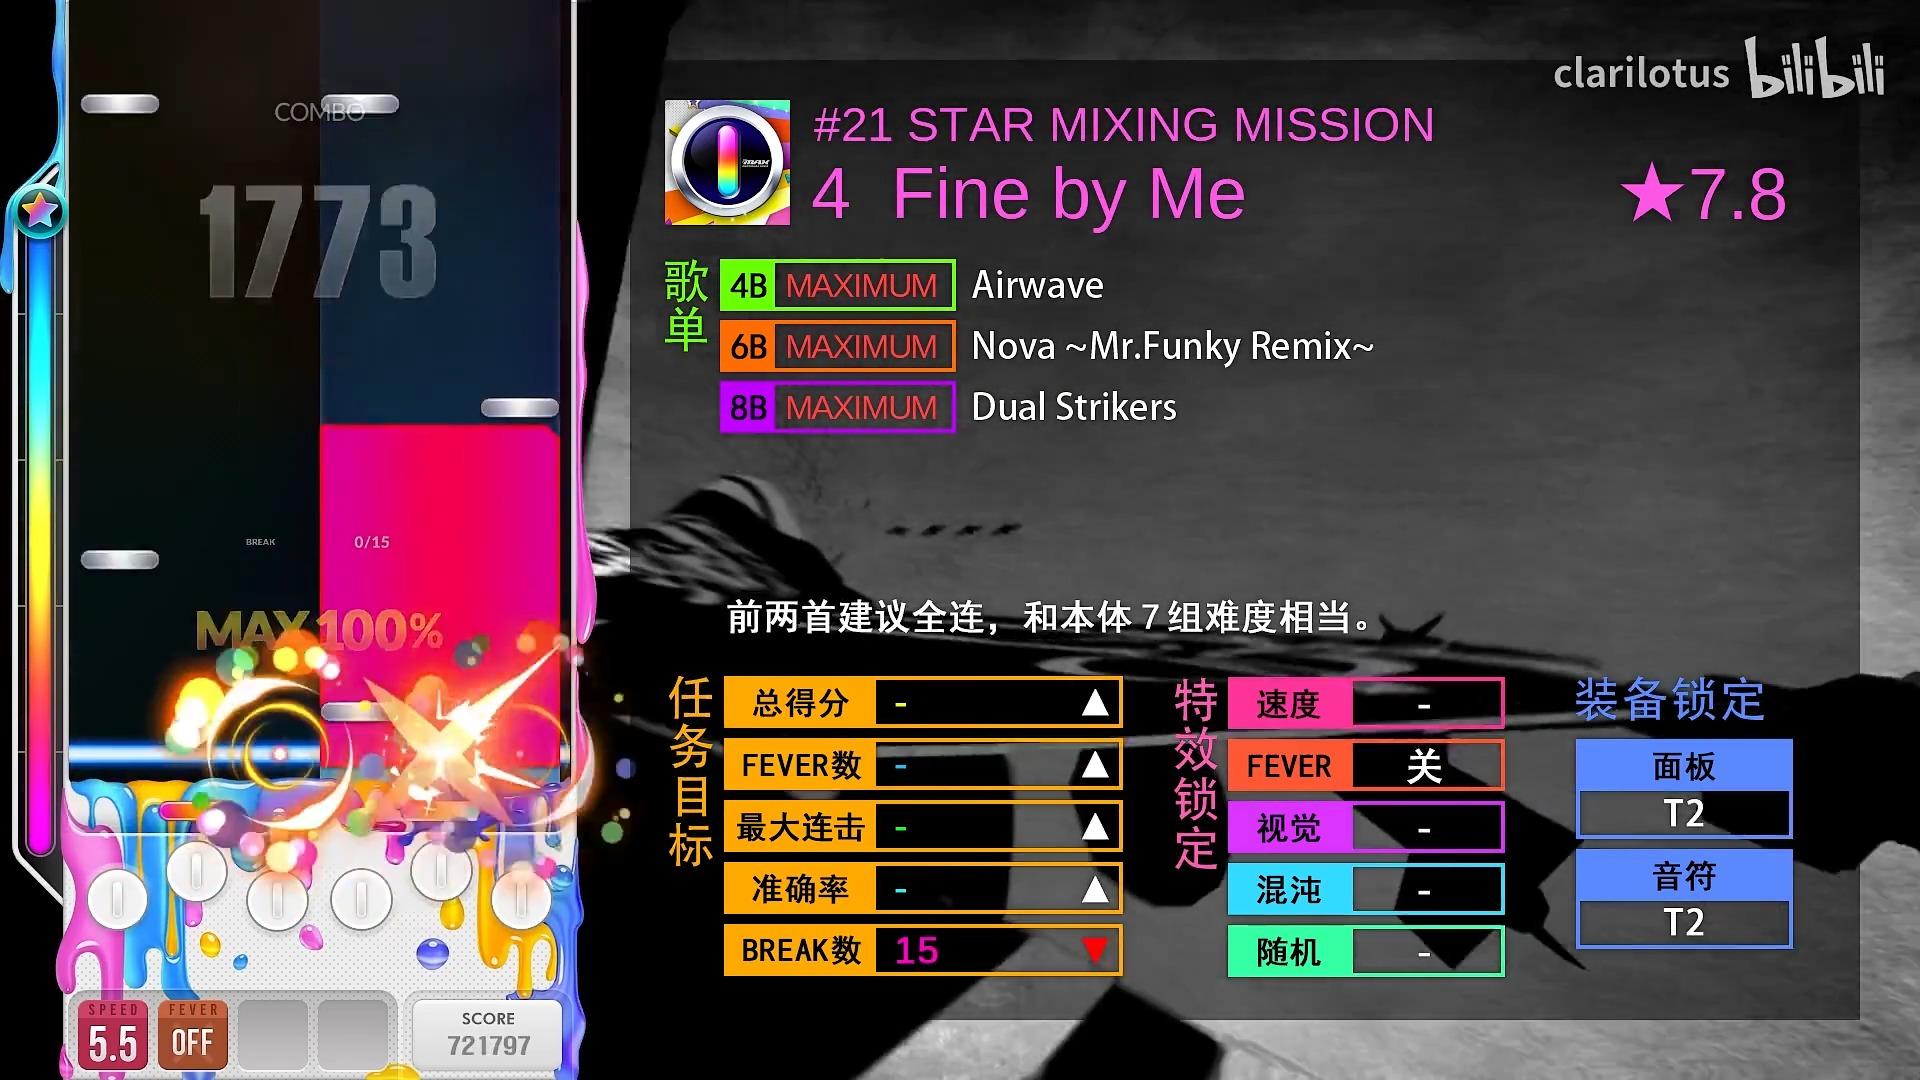 clarilotus bilibili
COMBO
1773
BREAK 0/15
MAX 100%
SPEED
5.5
FEVER
OFF
SCORE
721797
#21 STAR MIXING MISSION
4 Fine by Me
★7.8
歌单
4B MAXIMUM Airwave
6B MAXIMUM Nova ~Mr.Funky Remix~
8B MAXIMUM Dual Strikers
前两首建议全连，和本体7组难度相当。
任务目标
总得分 - ▲
FEVER数 - ▲
最大连击 - ▲
准确率 - ▲
BREAK数 15 ▼
特效锁定
速度 -
FEVER 关
视觉 -
混沌 -
随机 -
装备锁定
面板
T2
音符
T2